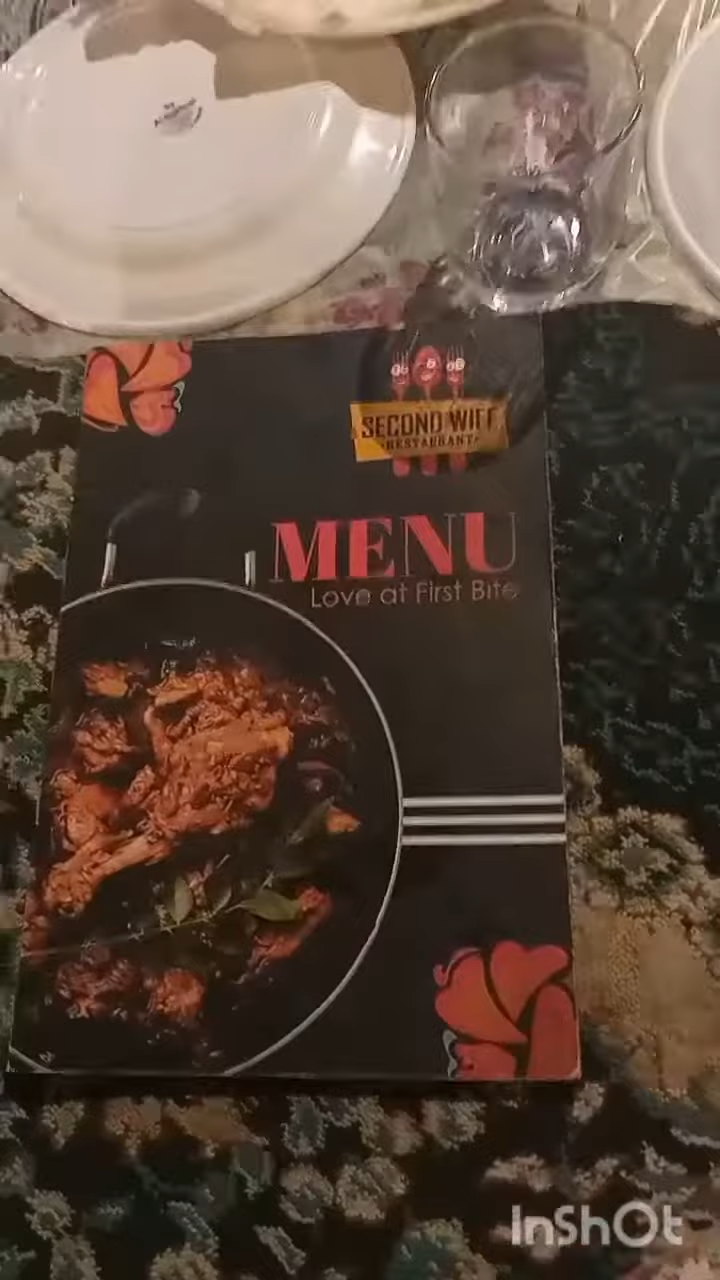 SECOND WIFE
RESTAURANT
MENU
Love at First Bite
InShOt